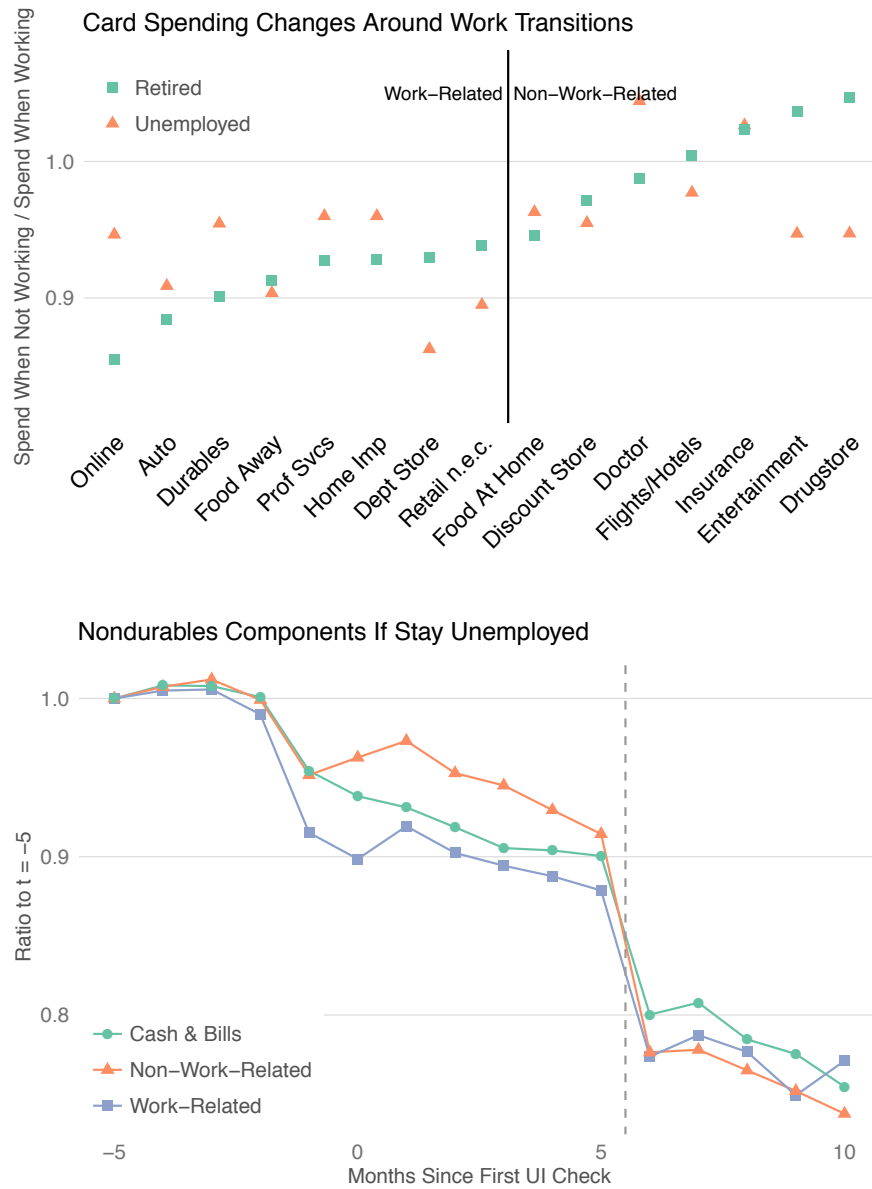 Card Spending Changes Around Work Transitions
Spend When Not Working / Spend When Working
Retired
Unemployed
Work−Related
Non−Work−Related
1.0
0.9
Online
Auto
Durables
Food Away
Prof Svcs
Home Imp
Dept Store
Retail n.e.c.
Food At Home
Discount Store
Doctor
Flights/Hotels
Insurance
Entertainment
Drugstore
Nondurables Components If Stay Unemployed
Ratio to t = −5
1.0
0.9
0.8
Cash & Bills
Non−Work−Related
Work−Related
−5
0
5
10
Months Since First UI Check